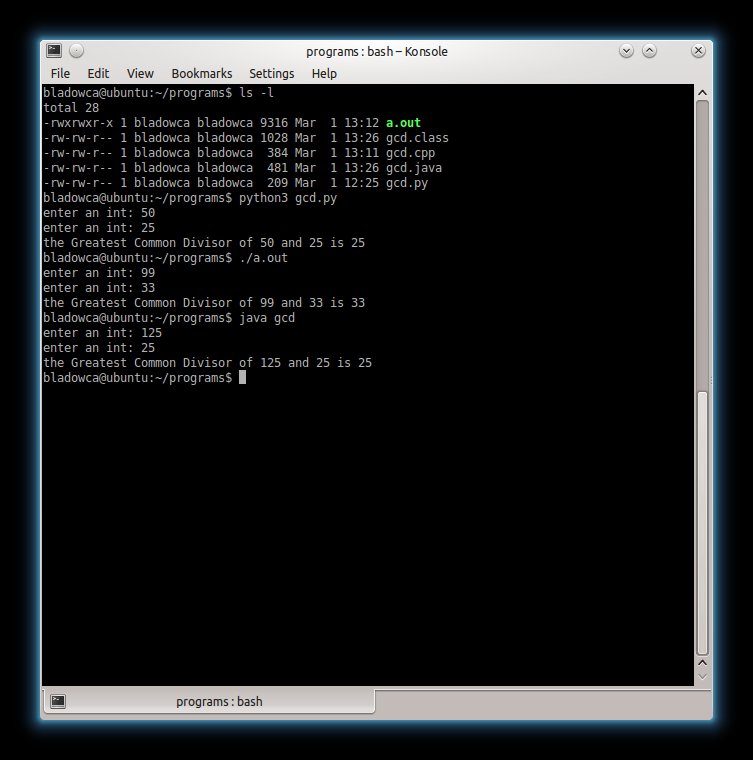 programs : bash – Konsole
File Edit View Bookmarks Settings Help
bladowca@ubuntu:~/programs$ ls -l
total 28
-rwxrwxr-x 1 bladowca bladowca 9316 Mar  1 13:12 a.out
-rw-rw-r-- 1 bladowca bladowca 1028 Mar  1 13:26 gcd.class
-rw-rw-r-- 1 bladowca bladowca  384 Mar  1 13:11 gcd.cpp
-rw-rw-r-- 1 bladowca bladowca  481 Mar  1 13:26 gcd.java
-rw-rw-r-- 1 bladowca bladowca  209 Mar  1 12:25 gcd.py
bladowca@ubuntu:~/programs$ python3 gcd.py
enter an int: 50
enter an int: 25
the Greatest Common Divisor of 50 and 25 is 25
bladowca@ubuntu:~/programs$ ./a.out
enter an int: 99
enter an int: 33
the Greatest Common Divisor of 99 and 33 is 33
bladowca@ubuntu:~/programs$ java gcd
enter an int: 125
enter an int: 25
the Greatest Common Divisor of 125 and 25 is 25
bladowca@ubuntu:~/programs$
programs : bash